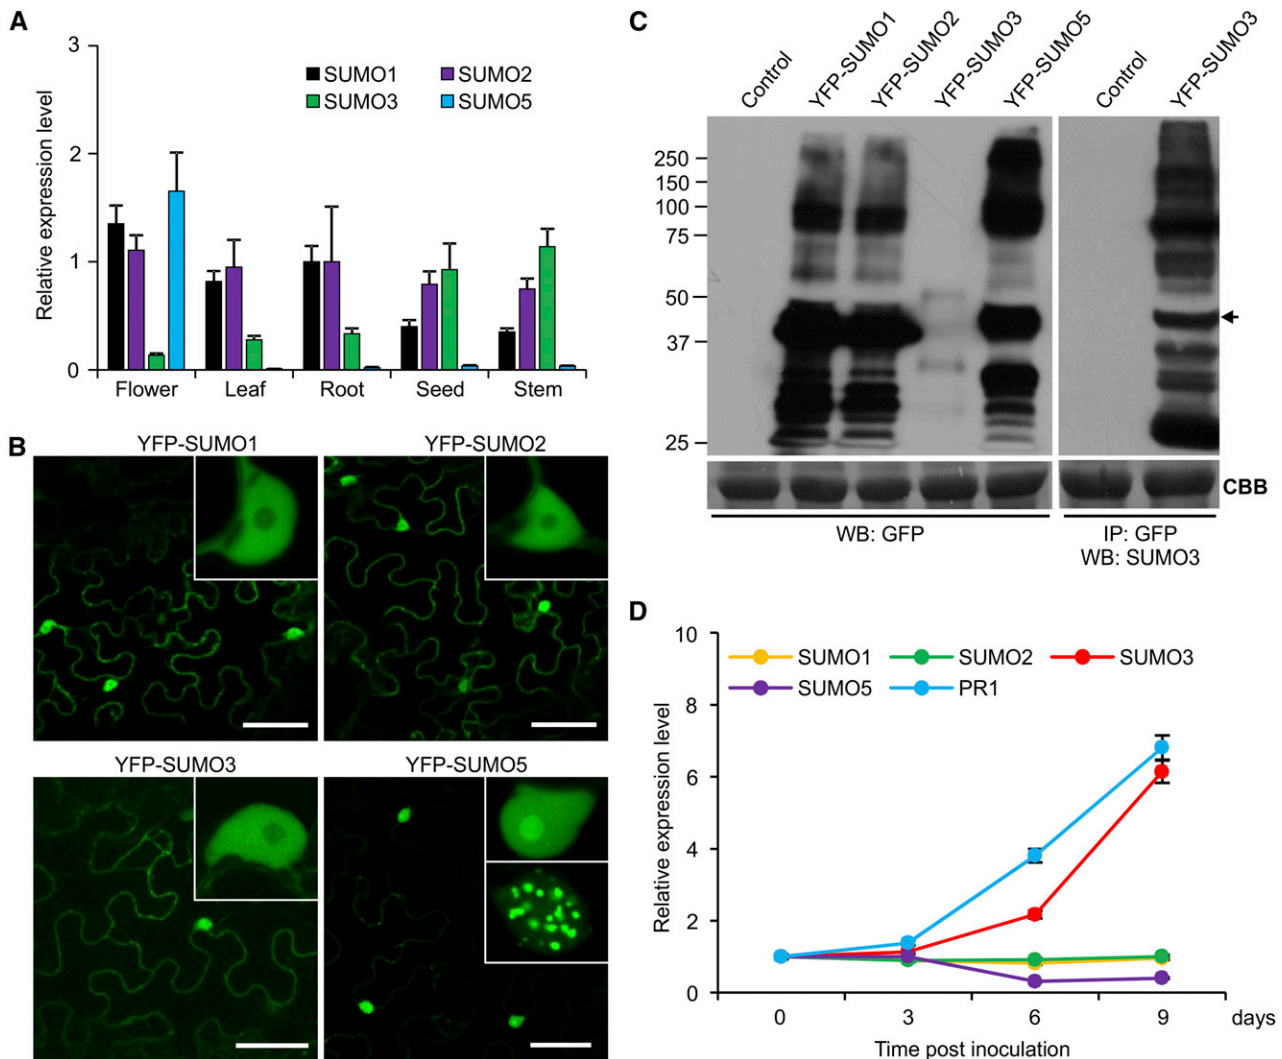 A
3
2
1
0
Relative expression level
SUMO1
SUMO2
SUMO3
SUMO5
Flower
Leaf
Root
Seed
Stem
B
YFP-SUMO1
YFP-SUMO2
YFP-SUMO3
YFP-SUMO5
C
Control
YFP-SUMO1
YFP-SUMO2
YFP-SUMO3
YFP-SUMO5
Control
YFP-SUMO3
250
150
100
75
50
37
25
CBB
WB: GFP
IP: GFP
WB: SUMO3
D
10
8
6
4
2
0
Relative expression level
SUMO1
SUMO2
SUMO3
SUMO5
PR1
0
3
6
9
days
Time post inoculation